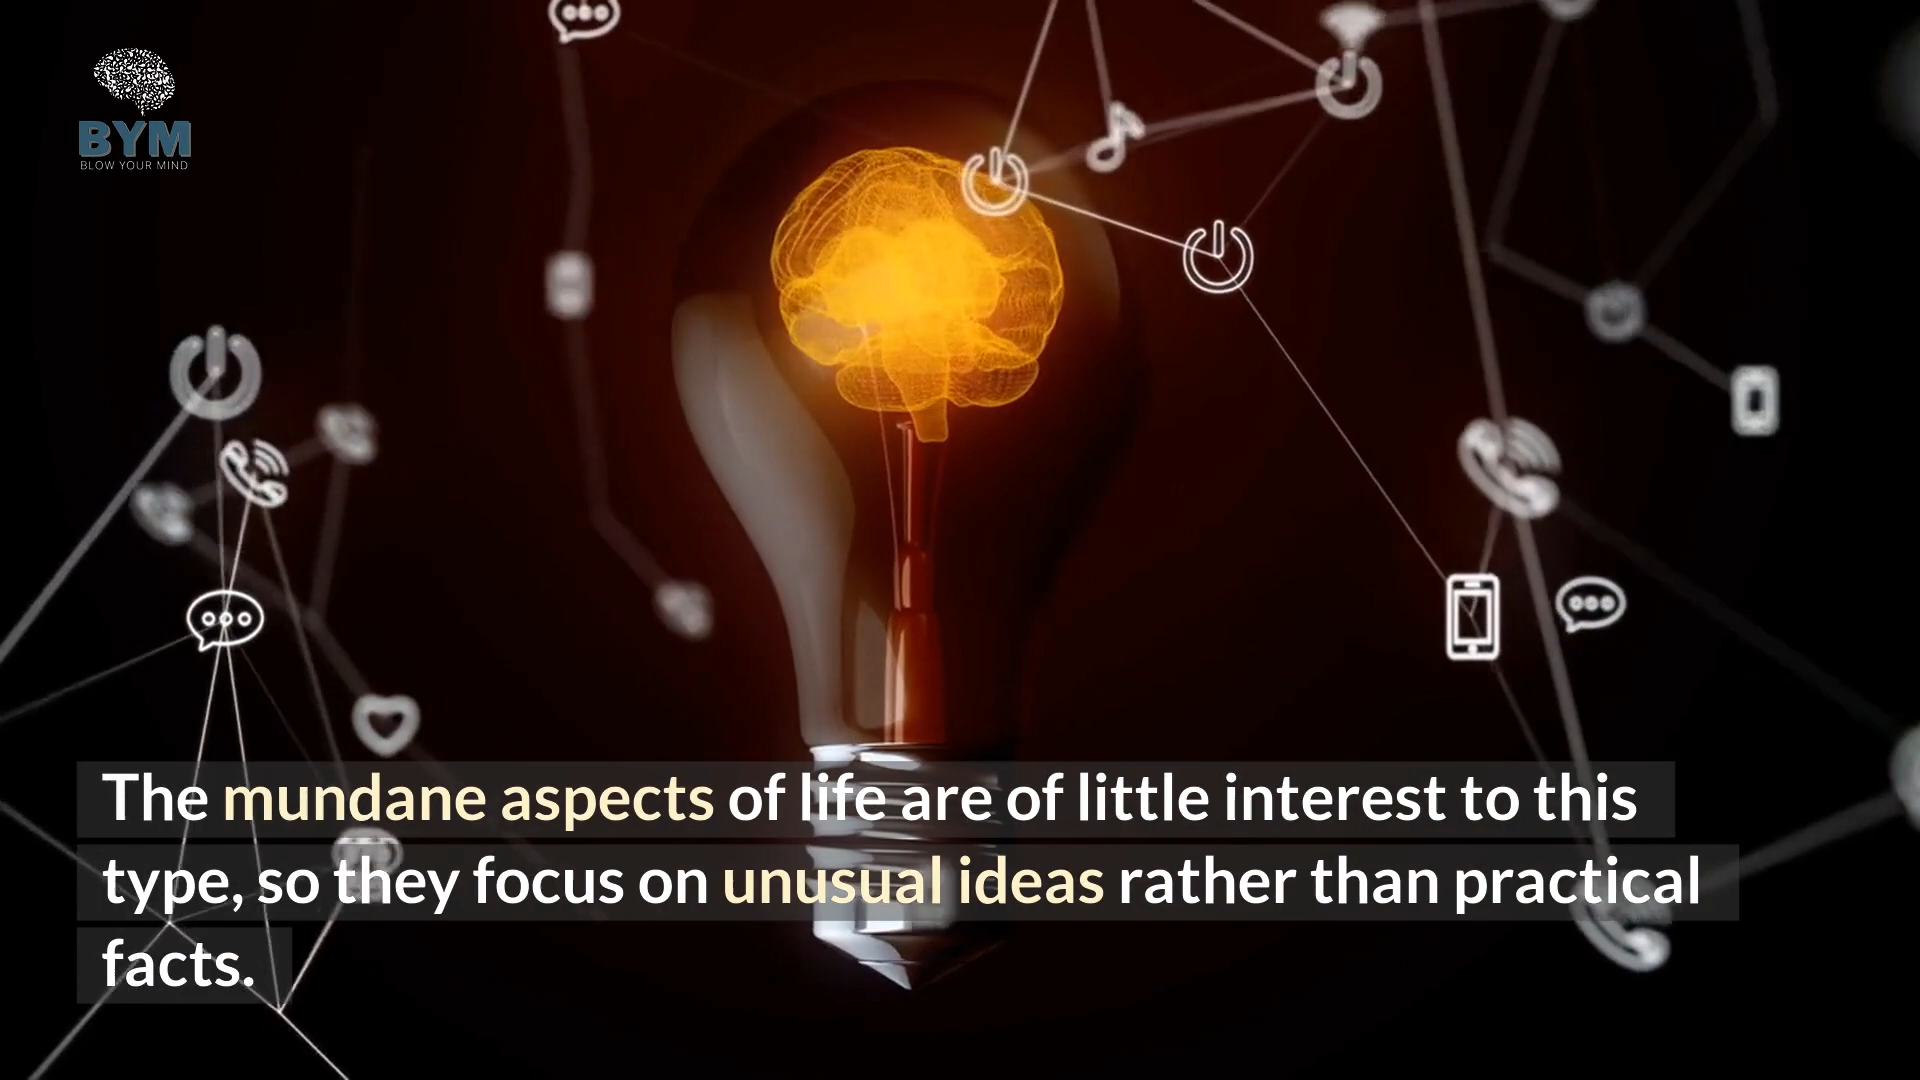 BYM
BLOW YOUR MIND
The mundane aspects of life are of little interest to this
type, so they focus on unusual ideas rather than practical
facts.